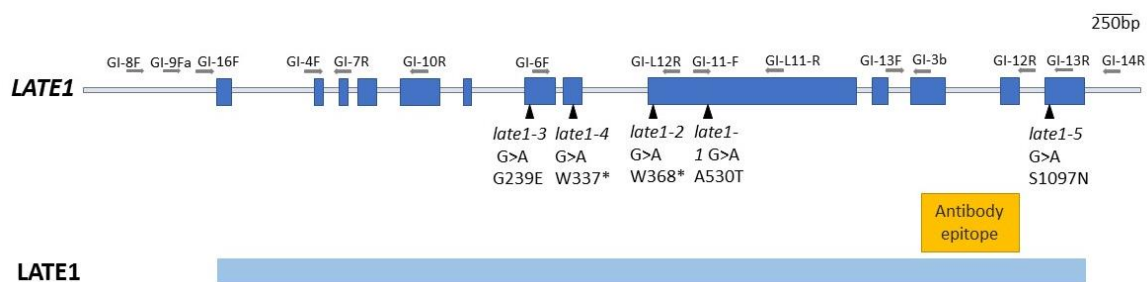 250bp
GI-8F GI-9Fa GI-16F GI-4F GI-7R GI-10R GI-6F GI-L12R GI-11-F GI-L11-R GI-13F GI-3b GI-12R GI-13R GI-14R
LATE1
late1-3 late1-4 late1-2 late1- late1-5
G>A G>A G>A 1 G>A G>A
G239E W337* W368* A530T S1097N
Antibody
epitope
LATE1